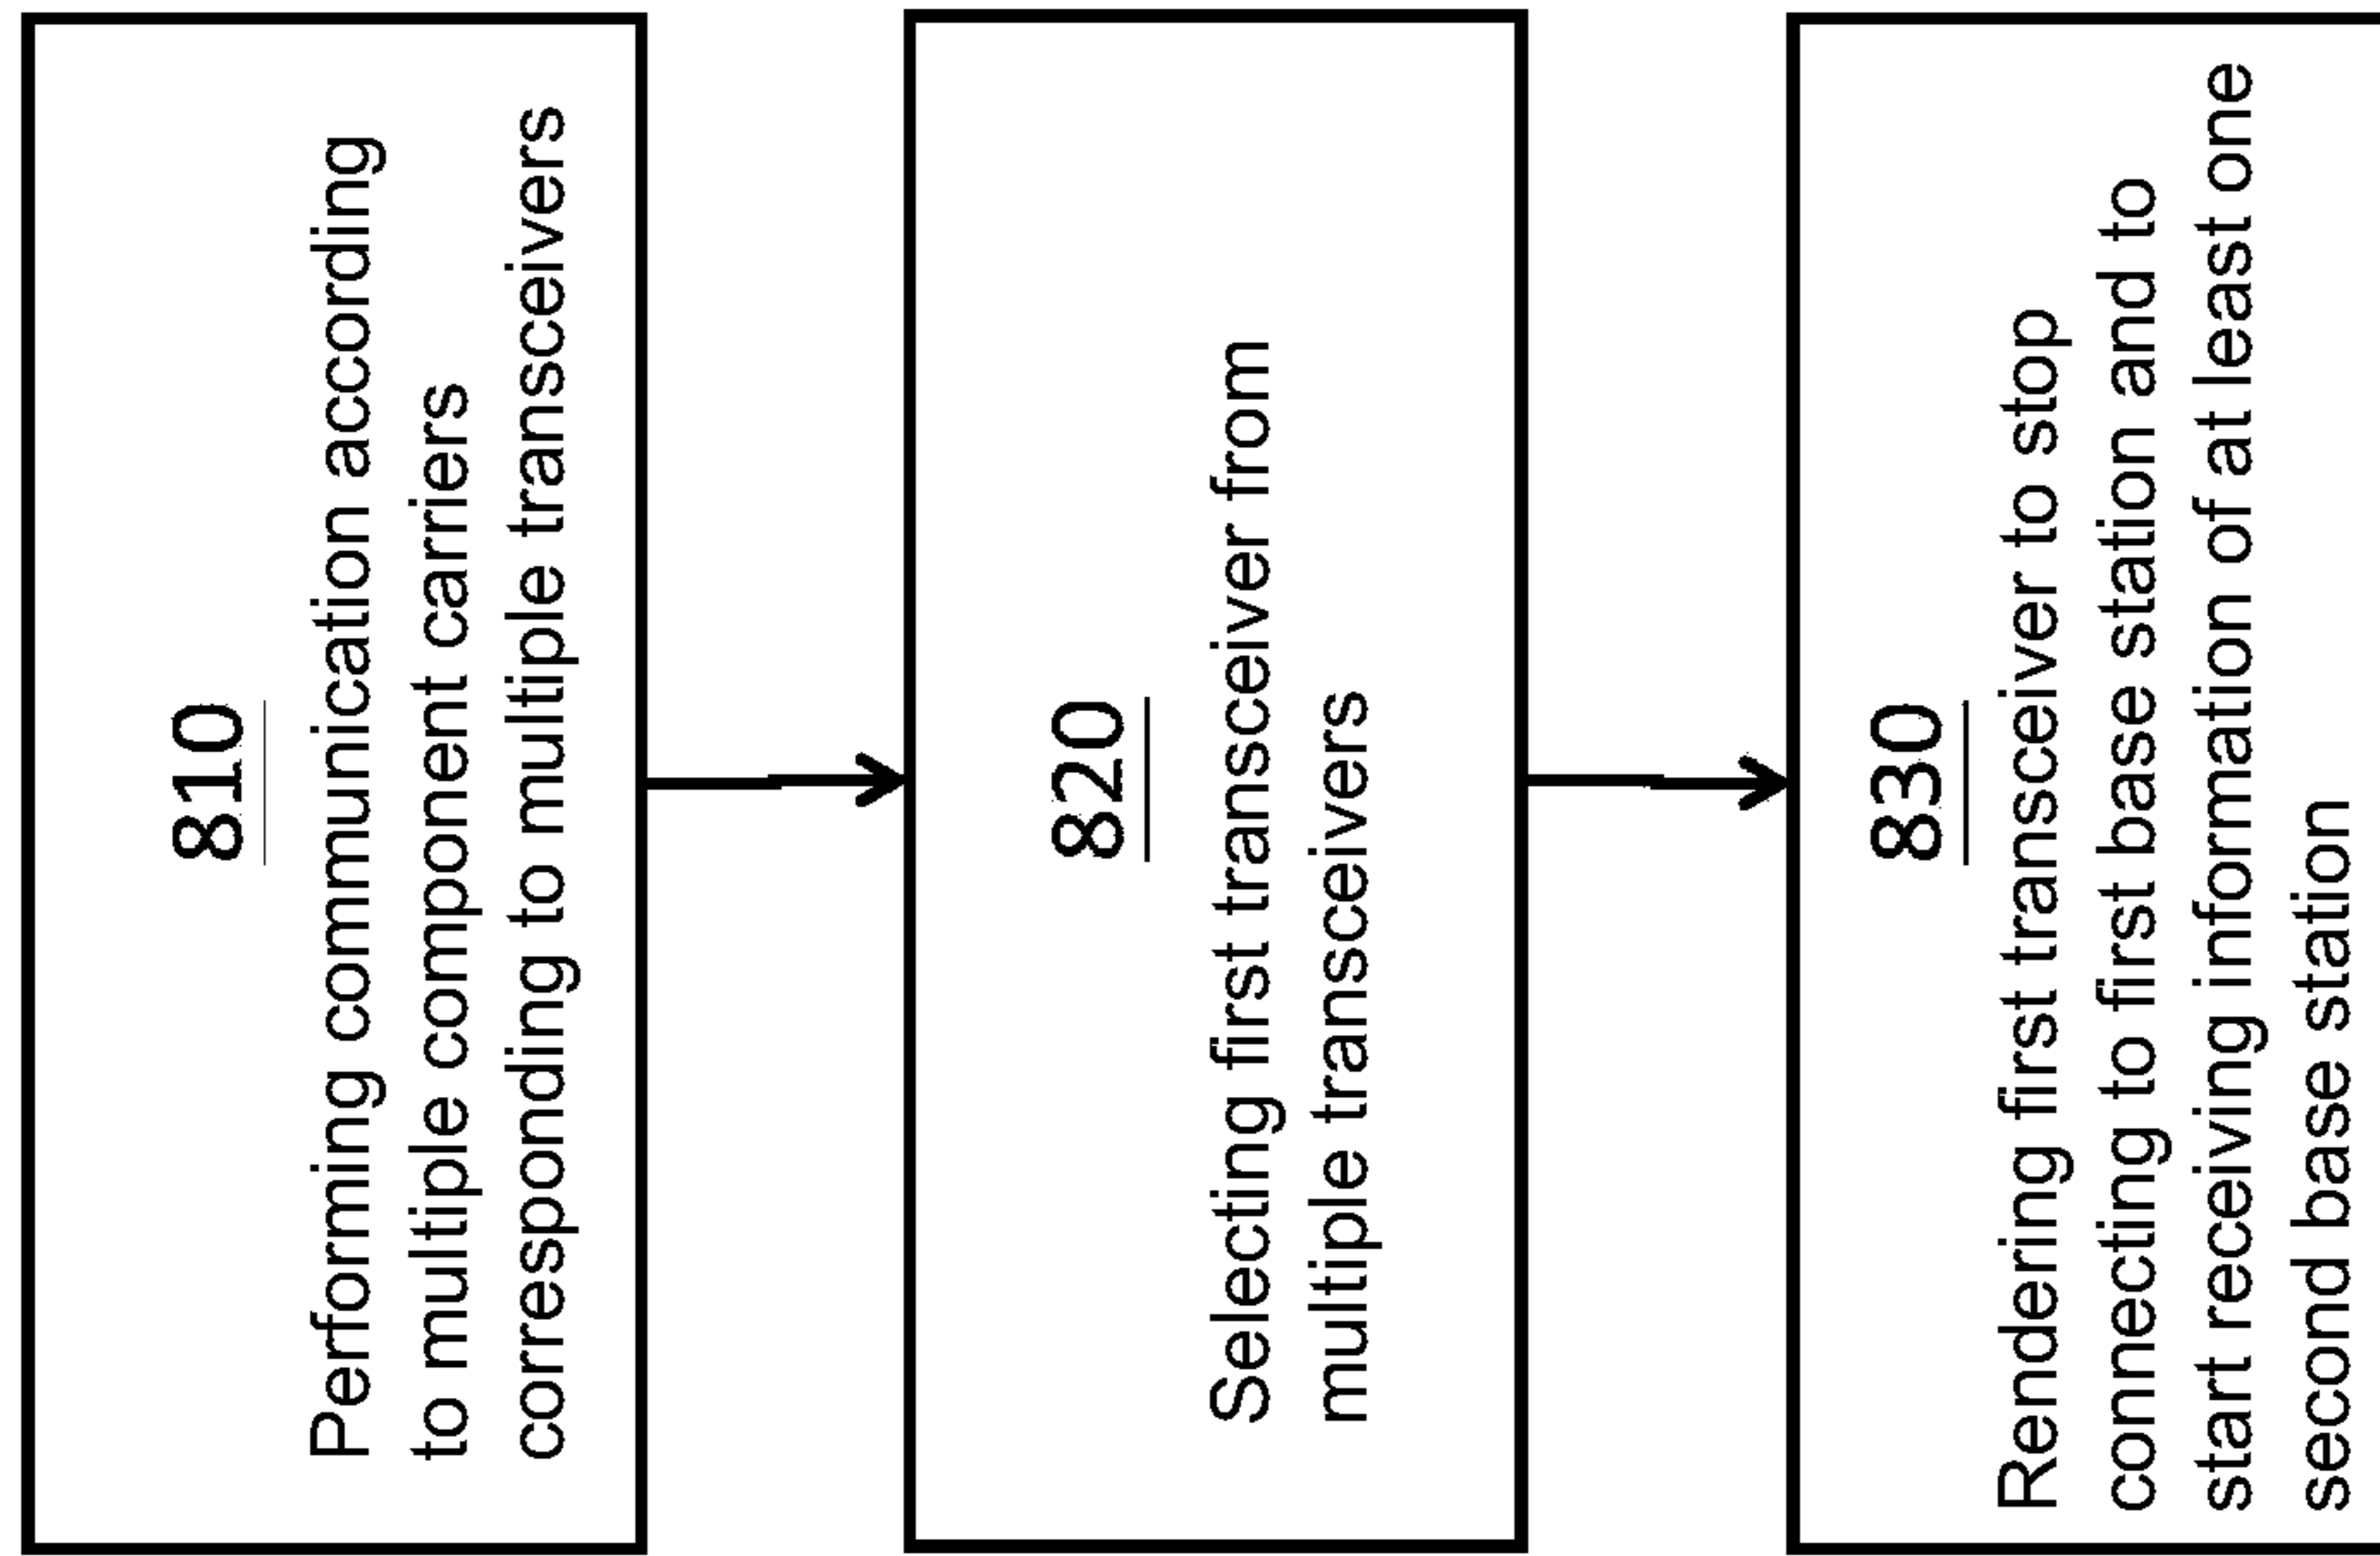 810
Performing communication according
to multiple component carriers
corresponding to multiple transceivers
820
Selecting first transceiver from
multiple transceivers
830
Rendering first transceiver to stop
connecting to first base station and to
start receiving information of at least one
second base station